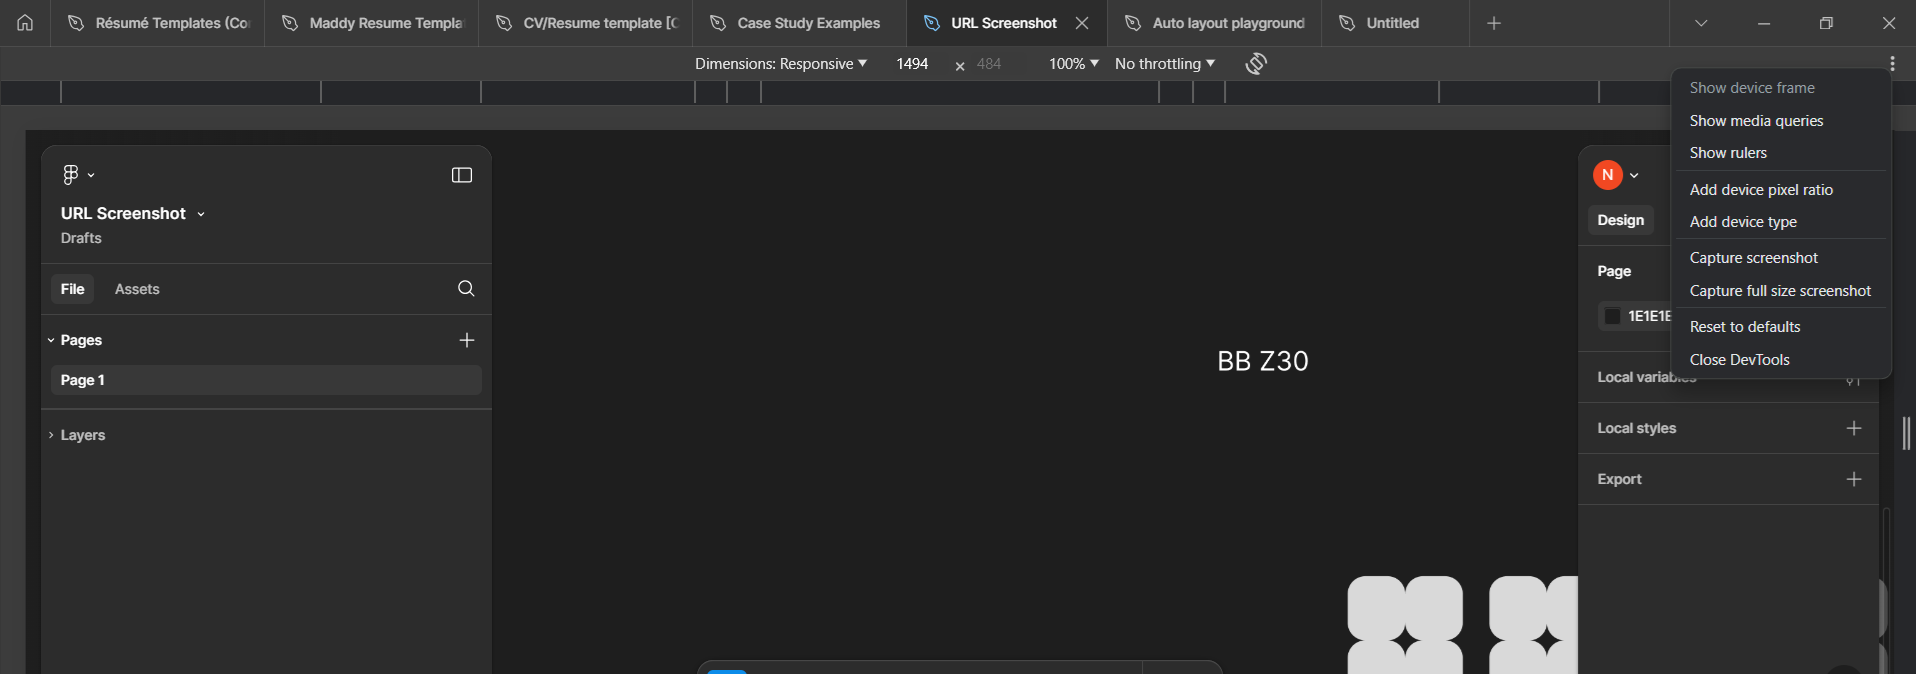 Résumé Templates (Co
Maddy Resume Templa
CV/Resume template [C
Case Study Examples
URL Screenshot
Auto layout playground
Untitled
Dimensions: Responsive
1494
×
484
100%
No throttling
Show device frame
Show media queries
Show rulers
Add device pixel ratio
Add device type
Capture screenshot
Capture full size screenshot
Reset to defaults
Close DevTools
URL Screenshot
Drafts
File
Assets
Pages
Page 1
Layers
BB Z30
N
Design
Page
1E1E1E
Local variables
Local styles
Export